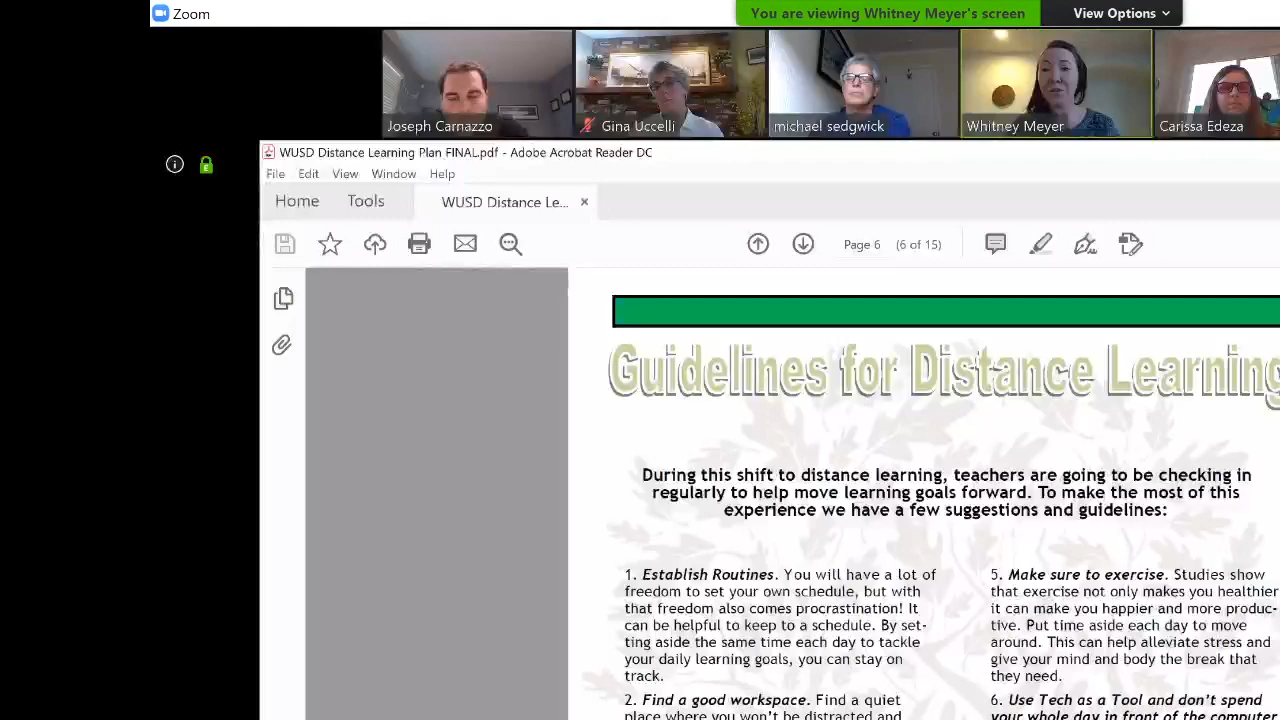 Zoom
You are viewing Whitney Meyer's screen
View Options
Joseph Carnazzo
Gina Uccelli
michael sedgwick
Whitney Meyer
Carissa Edeza
WUSD Distance Learning Plan FINAL.pdf - Adobe Acrobat Reader DC
File Edit View Window Help
Home Tools WUSD Distance Le... ×
Page 6 (6 of 15)
Guidelines for Distance Learning
During this shift to distance learning, teachers are going to be checking in
regularly to help move learning goals forward. To make the most of this
experience we have a few suggestions and guidelines:
1. Establish Routines. You will have a lot of
freedom to set your own schedule, but with
that freedom also comes procrastination! It
can be helpful to keep to a schedule. By set-
ting aside the same time each day to tackle
your daily learning goals, you can stay on
track.
2. Find a good workspace. Find a quiet
place where you won't be distracted and
5. Make sure to exercise. Studies show
that exercise not only makes you healthier
it can make you happier and more produc-
tive. Put time aside each day to move
around. This can help alleviate stress and
give your mind and body the break that
they need.
6. Use Tech as a Tool and don't spend
your whole day in front of the computer